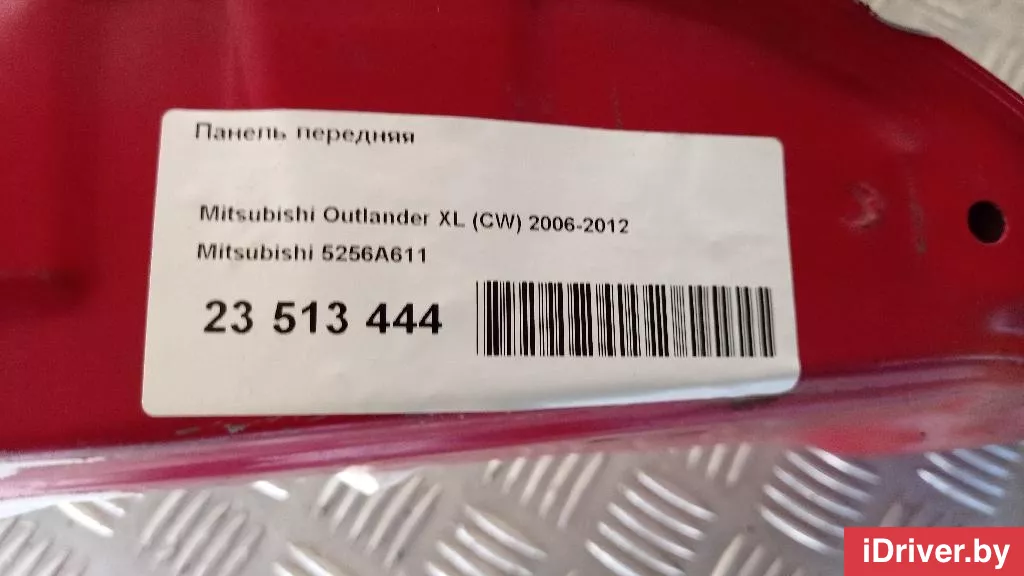 Панель передняя
Mitsubishi Outlander XL (CW) 2006-2012
Mitsubishi 5256A611
23 513 444
iDriver.by